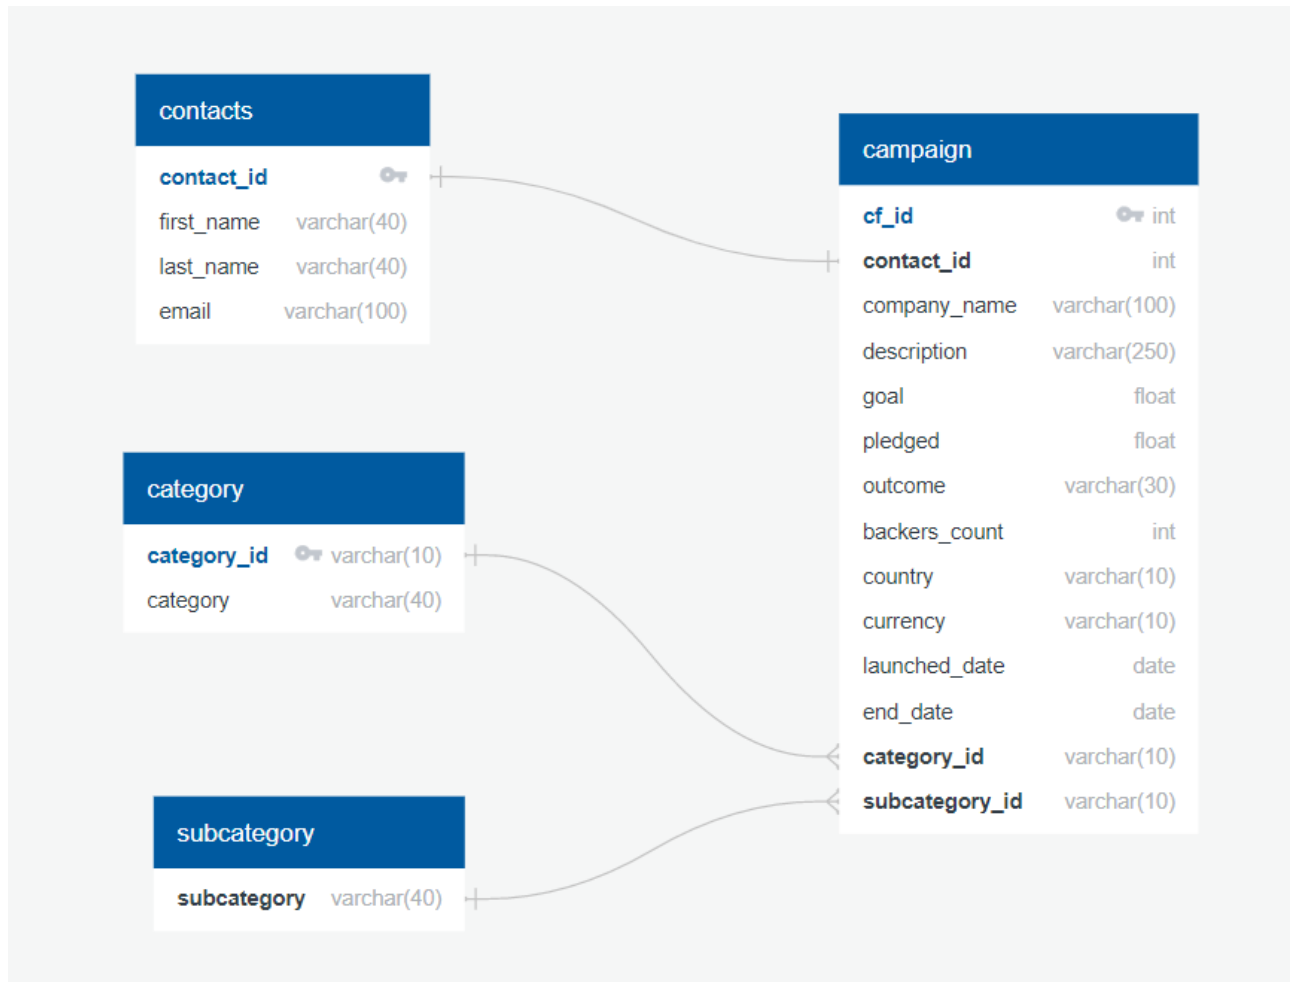 contacts
contact_id
first_name varchar(40)
last_name varchar(40)
email varchar(100)
category
category_id varchar(10)
category varchar(40)
subcategory
subcategory varchar(40)
campaign
cf_id int
contact_id int
company_name varchar(100)
description varchar(250)
goal float
pledged float
outcome varchar(30)
backers_count int
country varchar(10)
currency varchar(10)
launched_date date
end_date date
category_id varchar(10)
subcategory_id varchar(10)